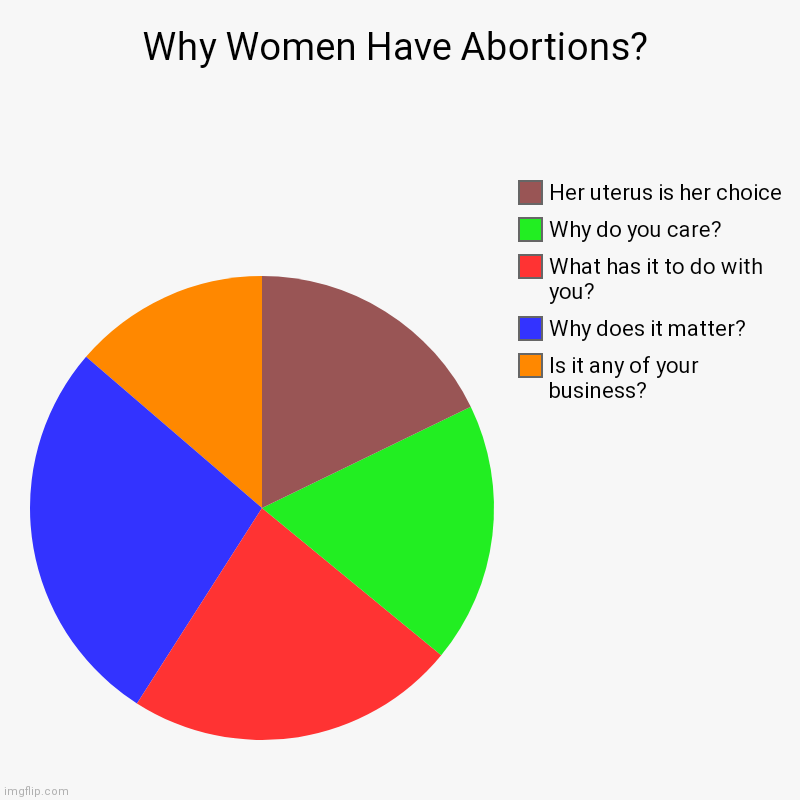 Why Women Have Abortions?
Her uterus is her choice
Why do you care?
What has it to do with
you?
Why does it matter?
Is it any of your
business?
imgflip.com